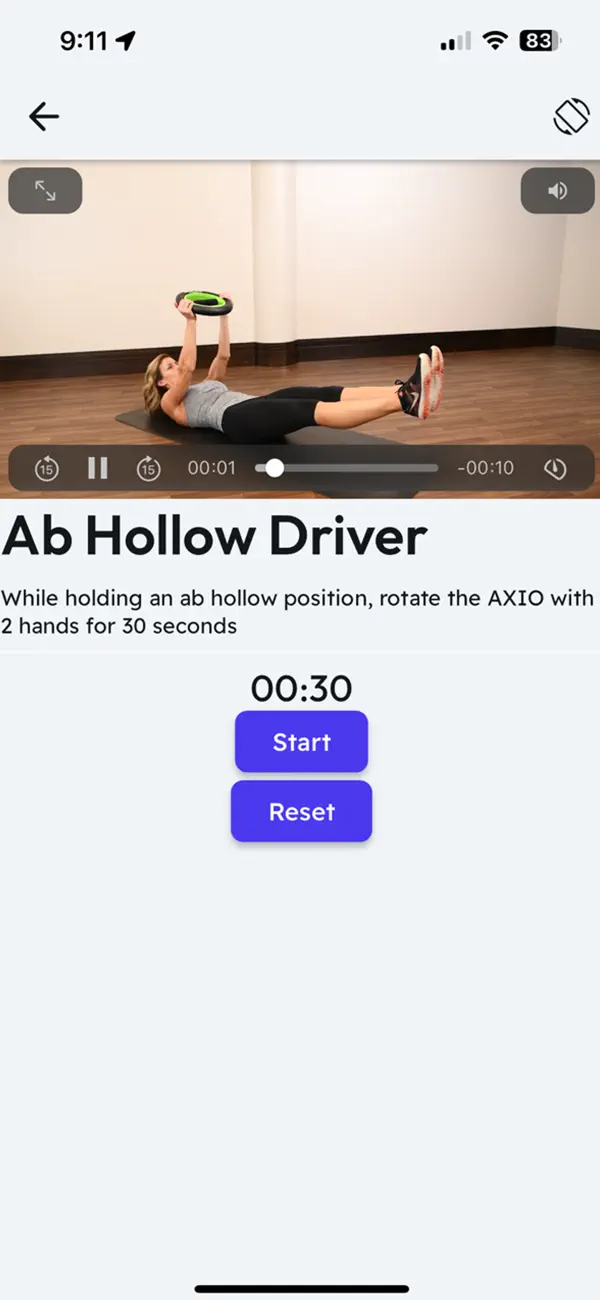 9:11
83
15
15
00:01
-00:10
Ab Hollow Driver
While holding an ab hollow position, rotate the AXIO with
2 hands for 30 seconds
00:30
Start
Reset